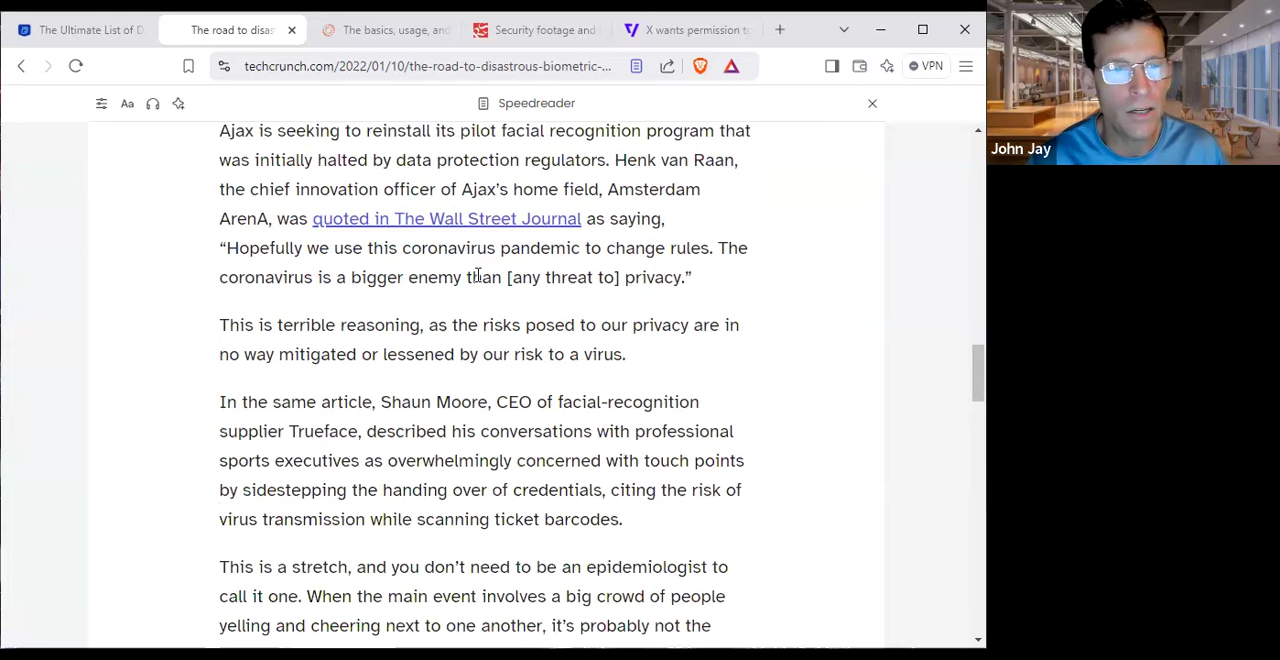 The Ultimate List of D
The road to disas
The basics, usage, and
Security footage and
X wants permission to
techcrunch.com/2022/01/10/the-road-to-disastrous-biometric-...
VPN
Aa
Speedreader
John Jay
Ajax is seeking to reinstall its pilot facial recognition program that
was initially halted by data protection regulators. Henk van Raan,
the chief innovation officer of Ajax’s home field, Amsterdam
ArenA, was quoted in The Wall Street Journal as saying,
“Hopefully we use this coronavirus pandemic to change rules. The
coronavirus is a bigger enemy than [any threat to] privacy.”
This is terrible reasoning, as the risks posed to our privacy are in
no way mitigated or lessened by our risk to a virus.
In the same article, Shaun Moore, CEO of facial-recognition
supplier Trueface, described his conversations with professional
sports executives as overwhelmingly concerned with touch points
by sidestepping the handing over of credentials, citing the risk of
virus transmission while scanning ticket barcodes.
This is a stretch, and you don’t need to be an epidemiologist to
call it one. When the main event involves a big crowd of people
yelling and cheering next to one another, it’s probably not the